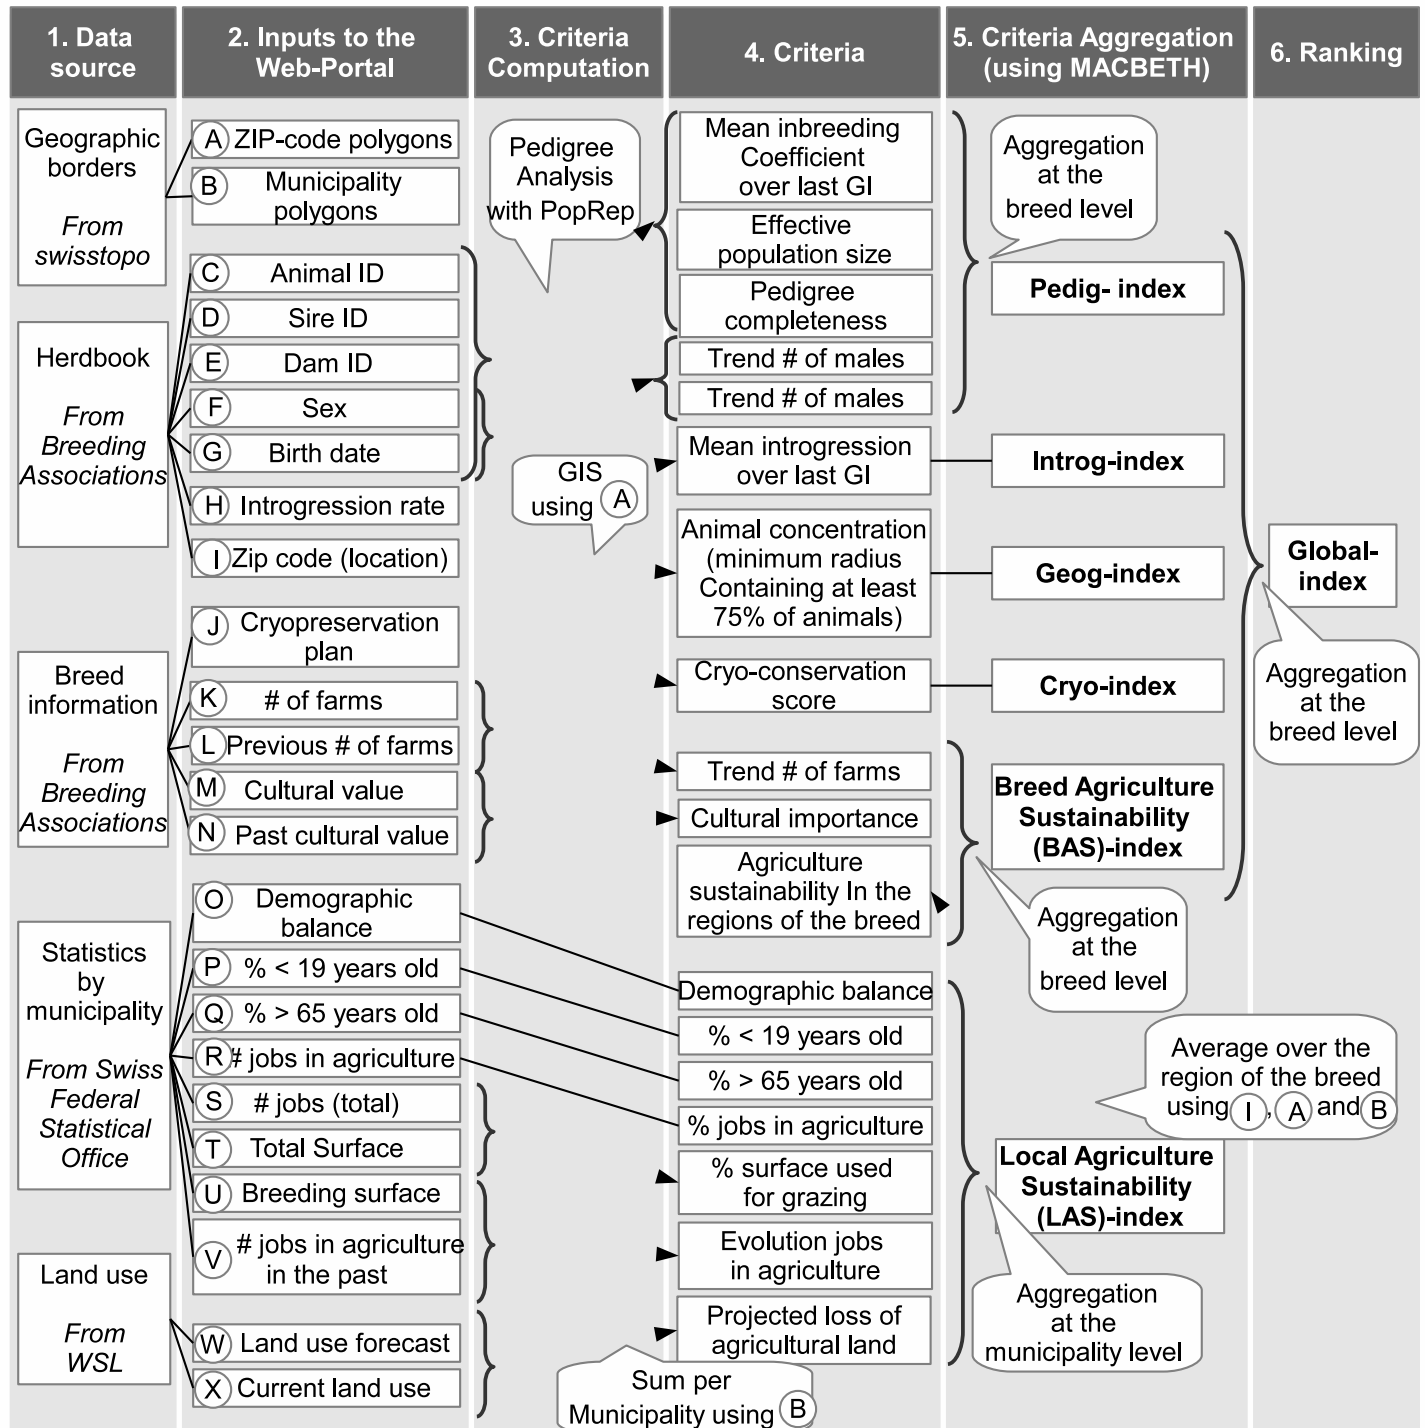 1. Data
source
2. Inputs to the
Web-Portal
3. Criteria
Computation
4. Criteria
5. Criteria Aggregation
(using MACBETH)
6. Ranking
Geographic
borders
From
swisstopo
Herdbook
From
Breeding
Associations
Breed
information
From
Breeding
Associations
Statistics
by
municipality
From Swiss
Federal
Statistical
Office
Land use
From
WSL
A ZIP-code polygons
B Municipality
polygons
C Animal ID
D Sire ID
E Dam ID
F Sex
G Birth date
H Introgression rate
I Zip code (location)
J Cryopreservation
plan
K # of farms
L Previous # of farms
M Cultural value
N Past cultural value
O Demographic
balance
P % < 19 years old
Q % > 65 years old
R # jobs in agriculture
S # jobs (total)
T Total Surface
U Breeding surface
V # jobs in agriculture
in the past
W Land use forecast
X Current land use
Pedigree
Analysis
with PopRep
GIS
using A
Sum per
Municipality using B
Mean inbreeding
Coefficient
over last GI
Effective
population size
Pedigree
completeness
Trend # of males
Trend # of males
Mean introgression
over last GI
Animal concentration
(minimum radius
Containing at least
75% of animals)
Cryo-conservation
score
Trend # of farms
Cultural importance
Agriculture
sustainability In the
regions of the breed
Demographic balance
% < 19 years old
% > 65 years old
% jobs in agriculture
% surface used
for grazing
Evolution jobs
in agriculture
Projected loss of
agricultural land
Aggregation
at the
breed level
Pedig- index
Introg-index
Geog-index
Cryo-index
Breed Agriculture
Sustainability
(BAS)-index
Aggregation
at the
breed level
Average over the
region of the breed
using I, A and B
Local Agriculture
Sustainability
(LAS)-index
Aggregation
at the
municipality level
Global-
index
Aggregation
at the
breed level